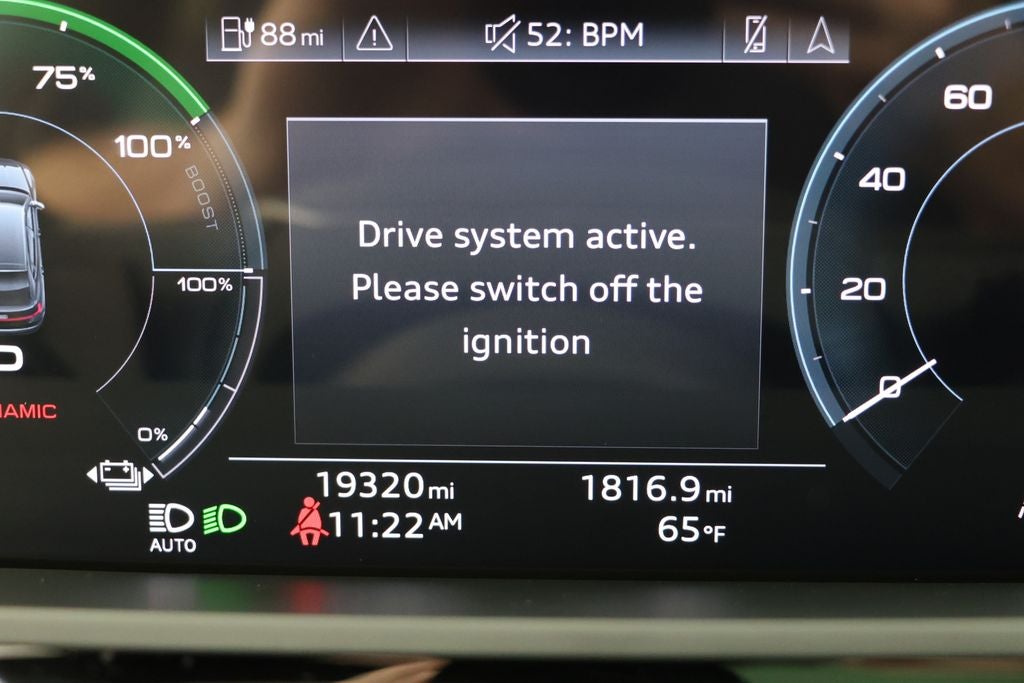 88 mi
52: BPM
75%
100%
BOOST
100%
0%
Drive system active.
Please switch off the
ignition
60
40
20
0
19320 mi
1816.9 mi
11:22 AM
65°F
AUTO